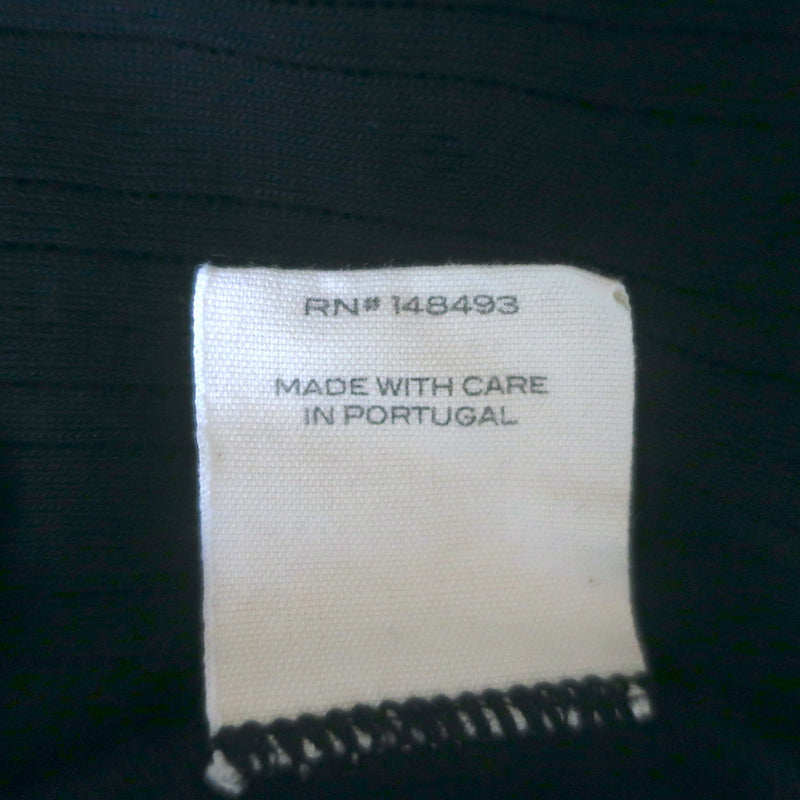 RN# 148493
MADE WITH CARE
IN PORTUGAL